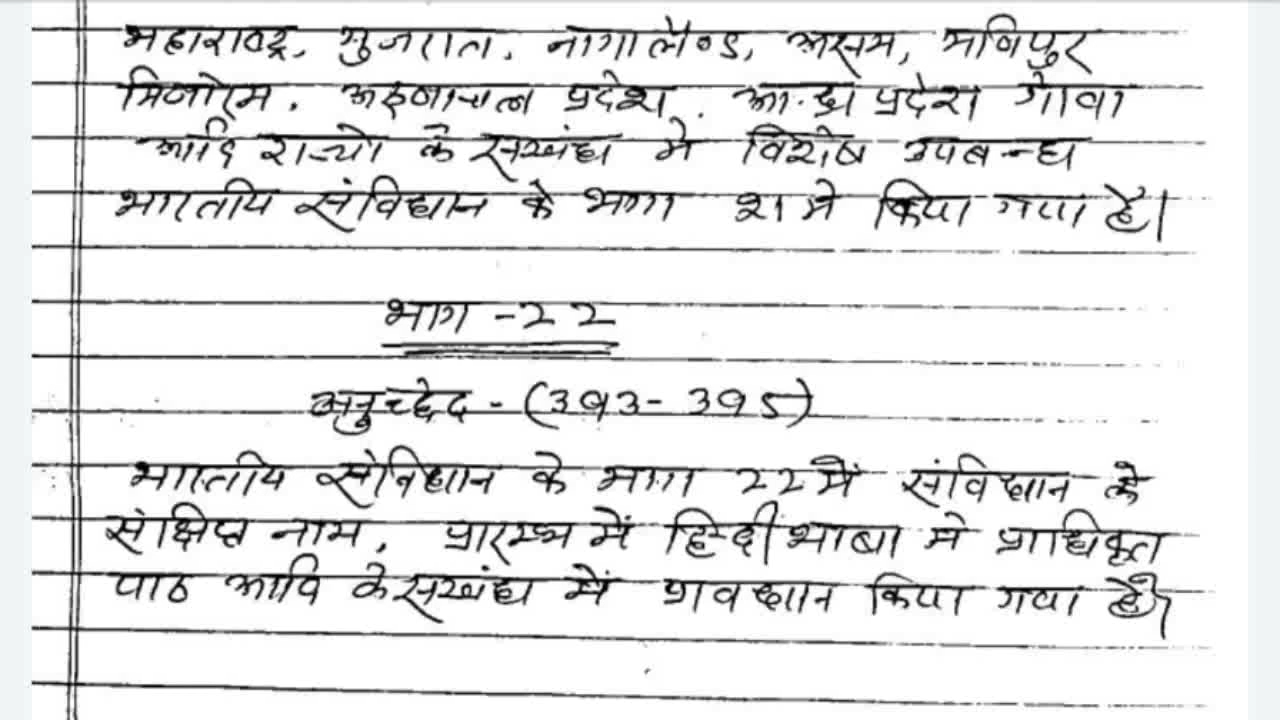 महाराष्ट्र, गुजरात, नागालैण्ड, असम, मणिपुर
मिजोरम, अरुणाचल प्रदेश, आन्ध्र प्रदेश गोवा
आदि राज्यो के सम्बंध मे विशेष उपबन्ध
भारतीय संविधान के भाग २१ मे किया गया है।
भाग - 22
अनुच्छेद - (393 - 395)
भारतीय संविधान के भाग 22 में संविधान के
संक्षिप्त नाम, प्रारम्भ में हिन्दी भाषा मे प्राधिकृत
पाठ आदि के सम्बंध में प्रावधान किया गया है।